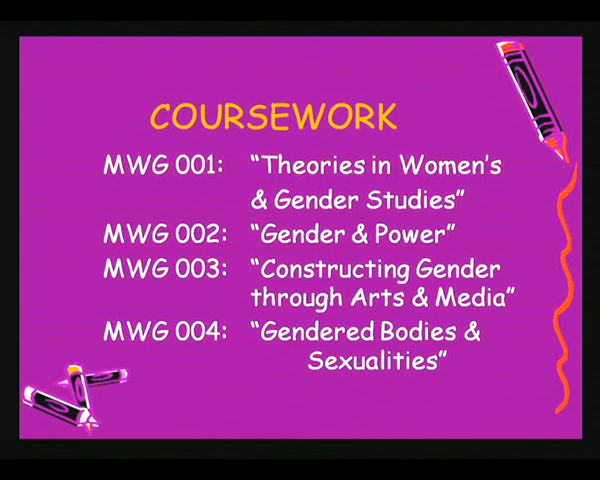 COURSEWORK
MWG 001: “Theories in Women’s
& Gender Studies”
MWG 002: “Gender & Power”
MWG 003: “Constructing Gender
through Arts & Media”
MWG 004: “Gendered Bodies &
Sexualities”